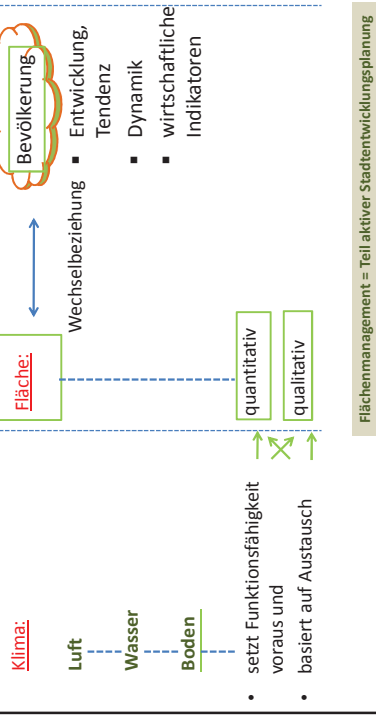 Klima:
Luft
Wasser
Boden
• setzt Funktionsfähigkeit
voraus und
• basiert auf Austausch
Fläche:
quantitativ
qualitativ
Wechselbeziehung
Bevölkerung
▪ Entwicklung,
Tendenz
▪ Dynamik
▪ wirtschaftliche
Indikatoren
Flächenmanagement = Teil aktiver Stadtentwicklungsplanung